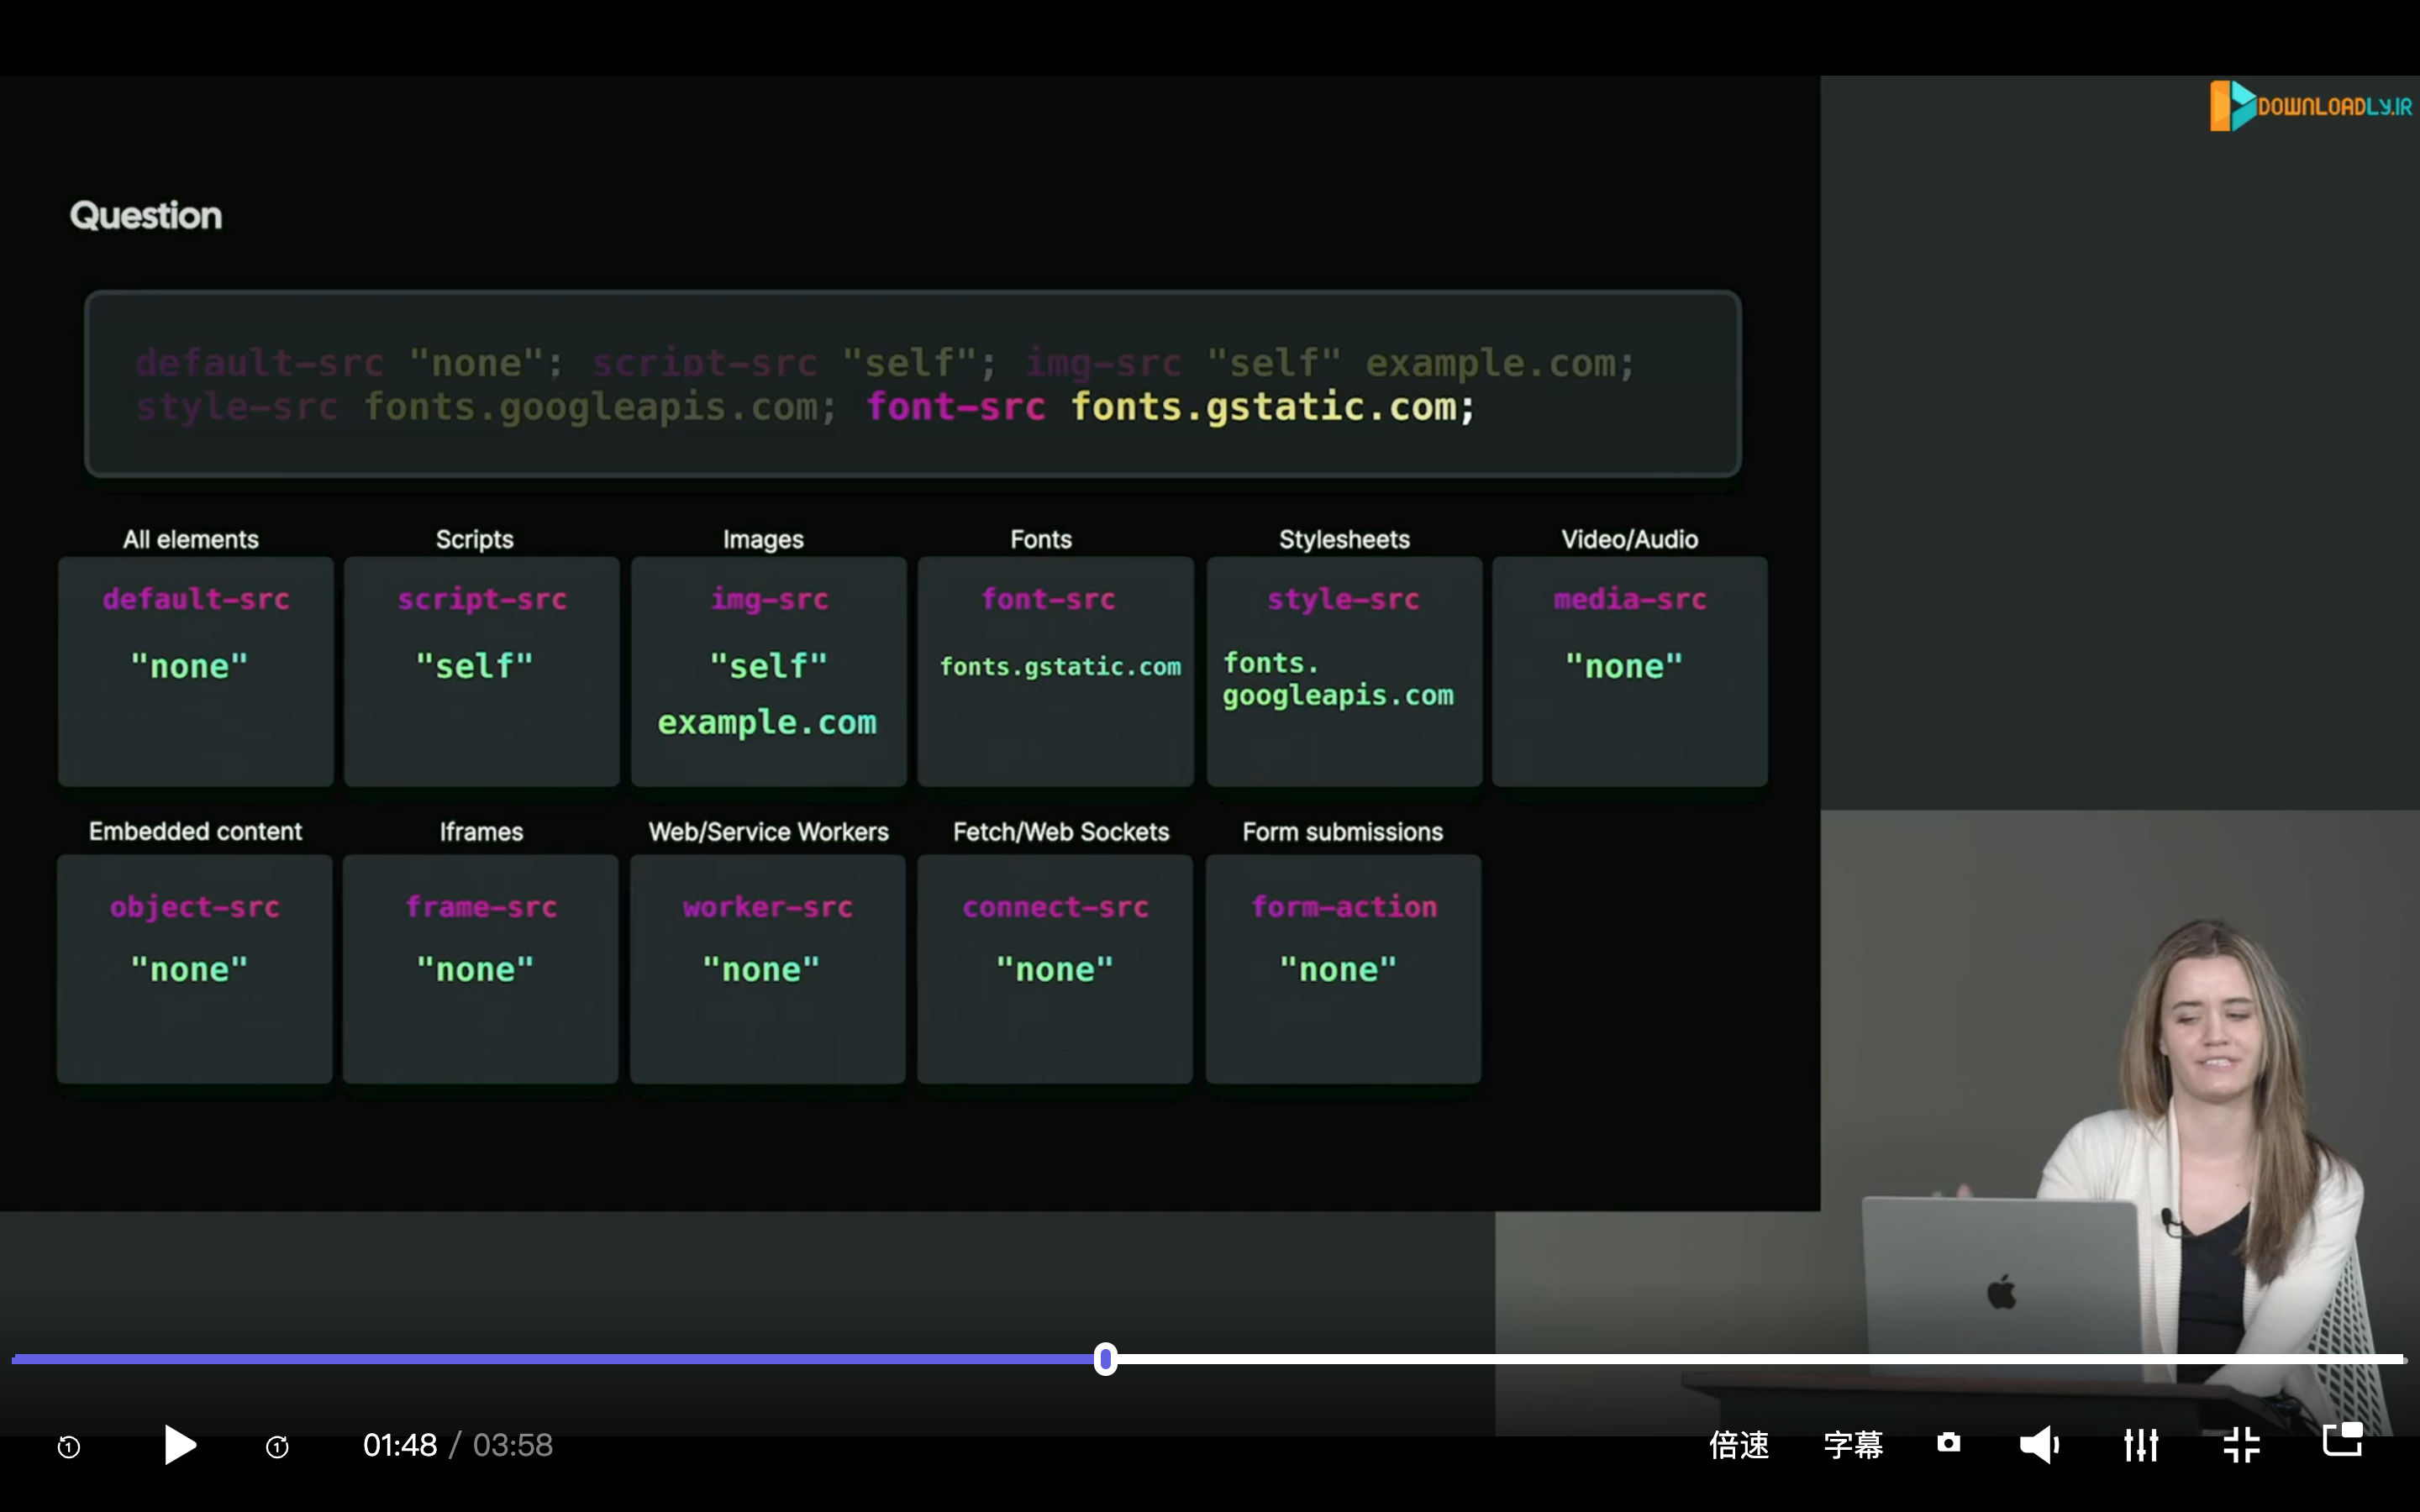 DOWNLOADLY.IR
Question
default-src "none"; script-src "self"; img-src "self" example.com;
style-src fonts.googleapis.com; font-src fonts.gstatic.com;
All elements
default-src
"none"
Scripts
script-src
"self"
Images
img-src
"self"
example.com
Fonts
font-src
fonts.gstatic.com
Stylesheets
style-src
fonts.
googleapis.com
Video/Audio
media-src
"none"
Embedded content
object-src
"none"
Iframes
frame-src
"none"
Web/Service Workers
worker-src
"none"
Fetch/Web Sockets
connect-src
"none"
Form submissions
form-action
"none"
1
1
01:48 / 03:58
倍速
字幕